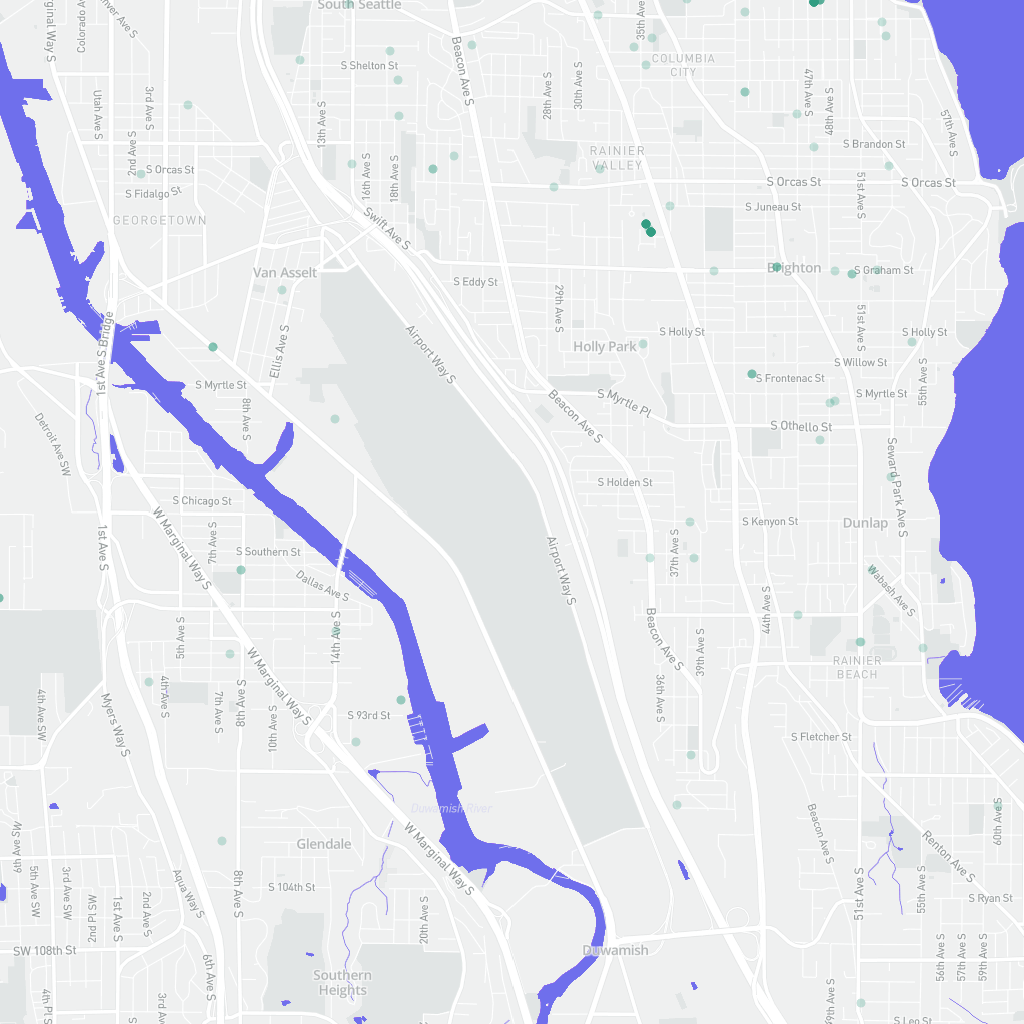 South Seattle
Marginal Way S
Colorado Ave S
Denver Ave S
35th Ave S
Beacon Ave S
COLUMBIA
CITY
S Shelton St
28th Ave S
30th Ave S
47th Ave S
48th Ave S
Utah Ave S
3rd Ave S
13th Ave S
57th Ave S
2nd Ave S
S Brandon St
RAINIER
VALLEY
S Orcas St
16th Ave S
18th Ave S
S Orcas St
S Orcas St
S Fidalgo St
51st Ave S
GEORGETOWN
Swift Ave S
S Juneau St
Van Asselt
S Eddy St
Brighton
S Graham St
29th Ave S
1st Ave S Bridge
Ellis Ave S
Airport Way S
S Holly St
51st Ave S
S Holly St
Holly Park
S Willow St
S Myrtle St
S Frontenac St
55th Ave S
S Myrtle St
8th Ave S
S Myrtle Pl
Beacon Ave S
Detroit Ave SW
S Othello St
Seward Park Ave S
S Holden St
S Chicago St
W Marginal Way S
S Kenyon St
Dunlap
7th Ave S
1st Ave S
S Southern St
Airport Way S
37th Ave S
Dallas Ave S
Wabash Ave S
44th Ave S
14th Ave S
5th Ave S
Beacon Ave S
39th Ave S
W Marginal Way S
RAINIER
BEACH
4th Ave SW
4th Ave S
7th Ave S
8th Ave S
39th Ave S
10th Ave S
S 93rd St
Myers Way S
S Fletcher St
Duwamish River
60th Ave S
Beacon Ave S
6th Ave SW
Glendale
W Marginal Way S
Renton Ave S
5th Ave SW
3rd Ave SW
Aqua Way S
8th Ave S
S 104th St
51st Ave S
55th Ave S
2nd Pl SW
1st Ave S
2nd Ave S
20th Ave S
S Ryan St
SW 108th St
6th Ave S
Duwamish
56th Ave S
57th Ave S
59th Ave S
Southern
Heights
4th Pl SW
3rd Ave S
49th Ave S
S Leo St